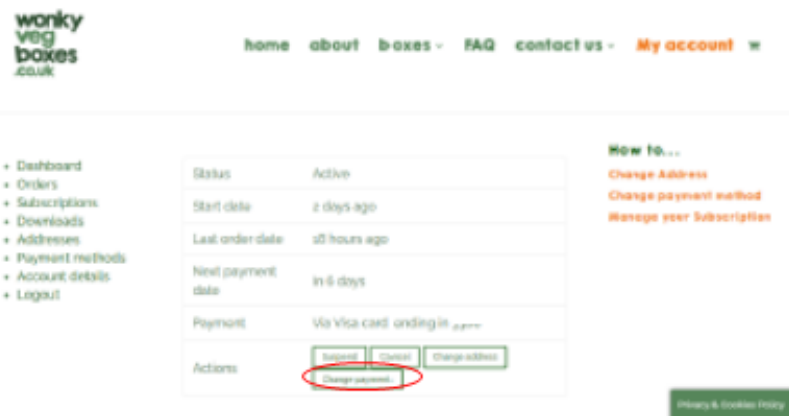 wonky
veg
boxes
.co.uk
home about boxes FAQ contact us My account
+ Dashboard
+ Orders
+ Subscriptions
+ Downloads
+ Addresses
+ Payment methods
+ Account details
+ Logout
Status Active
Start date 2 days ago
Last order date 18 hours ago
Next payment
date
in 6 days
Payment Via Visa card ending in
Actions
Suspend Cancel Change address
Change payment
How to...
Change Address
Change payment method
Manage your Subscription
Privacy & Cookies Policy